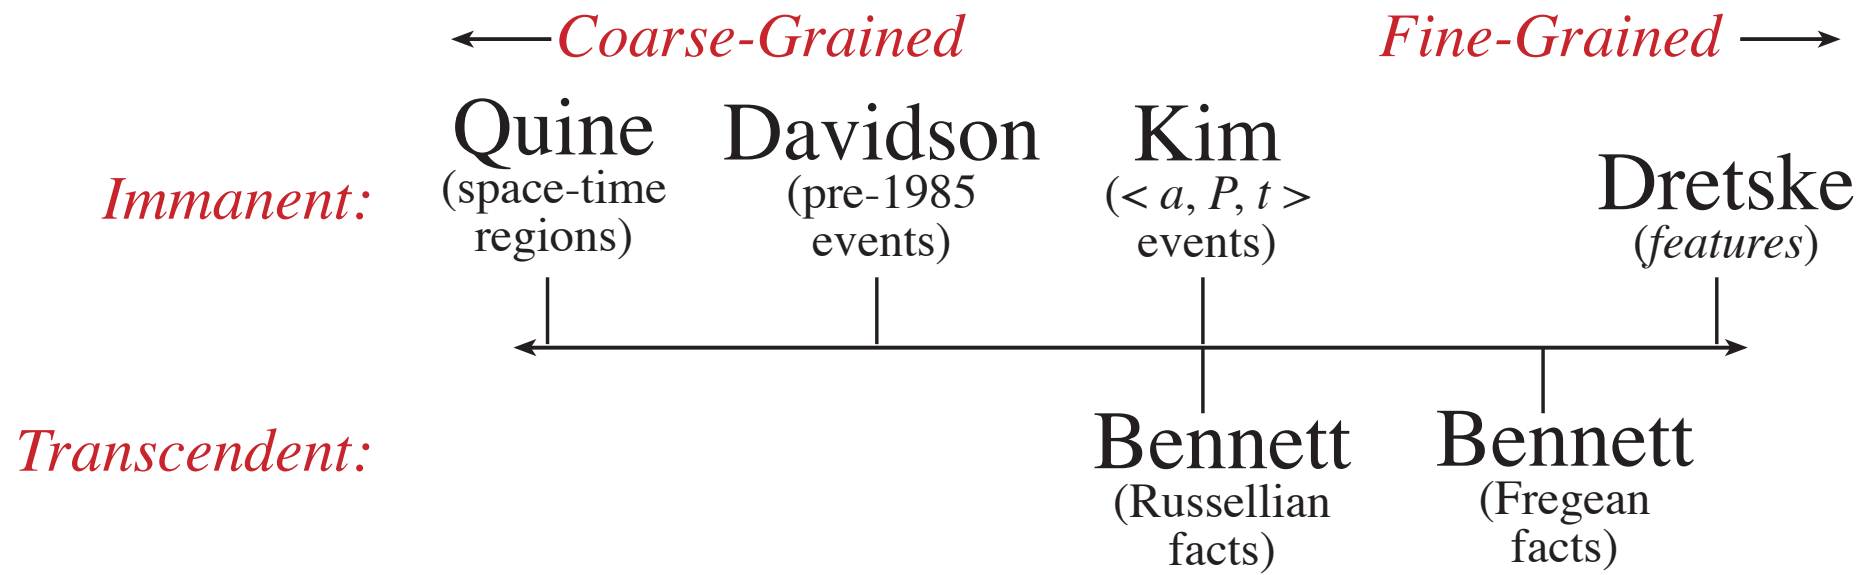 Coarse-Grained Fine-Grained
Quine Davidson Kim
Immanent: (space-time (pre-1985 (< a, P, t > Dretske
regions) events) events) (features)
Transcendent: Bennett Bennett
(Russellian (Fregean
facts) facts)